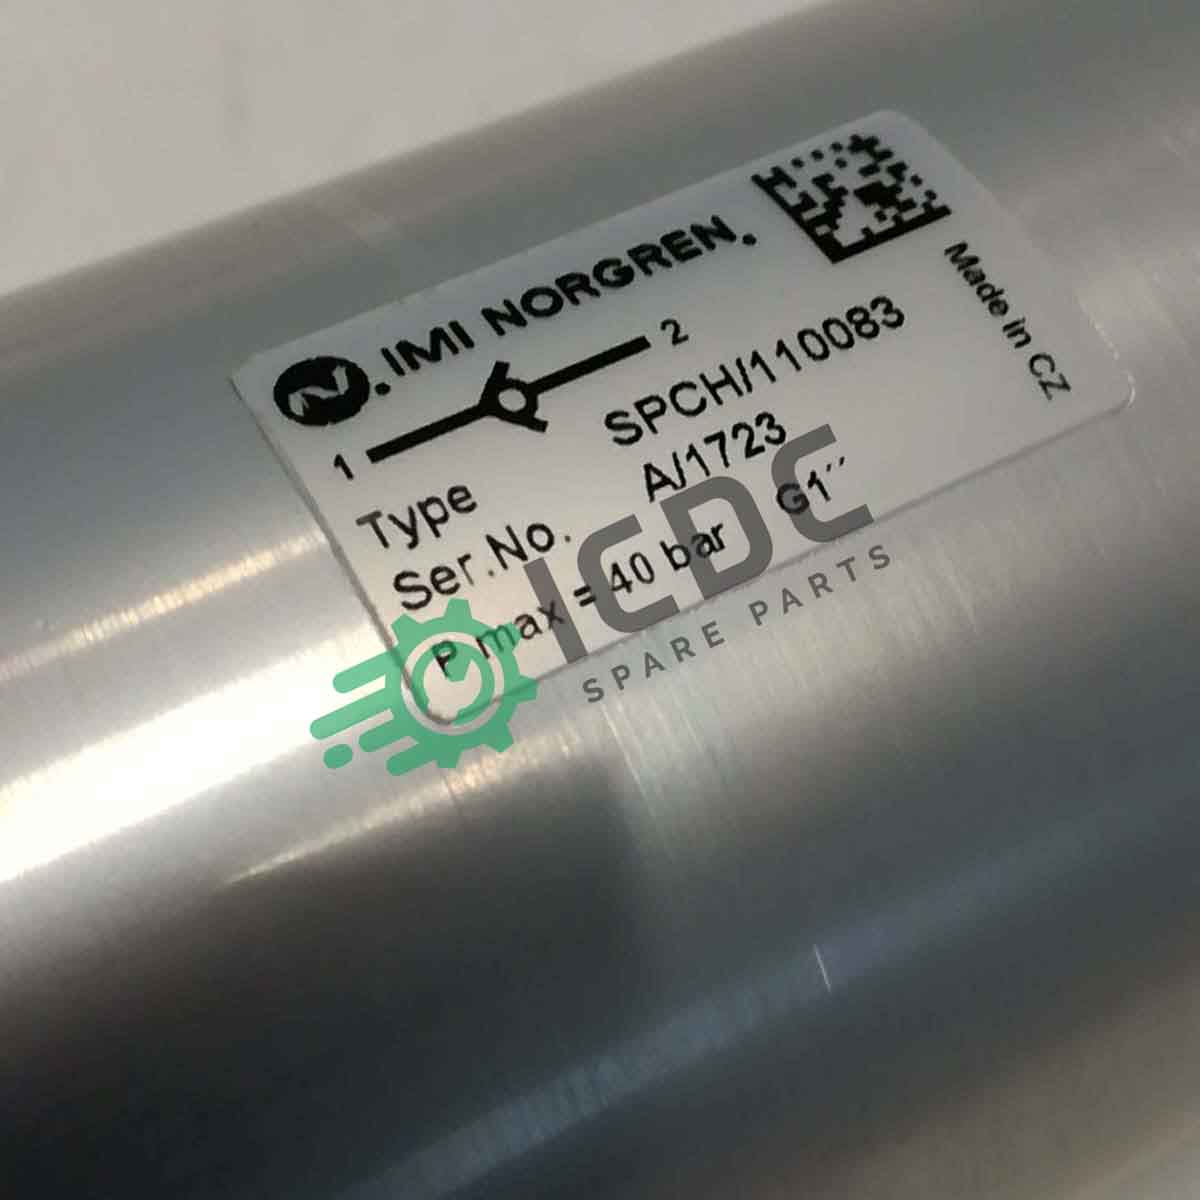 IMI NORGREN.
1 2
Type SPCH/110083
Ser.No. A/1723
P max = 40 bar G1''
Made in CZ
ICDC
SPARE PARTS